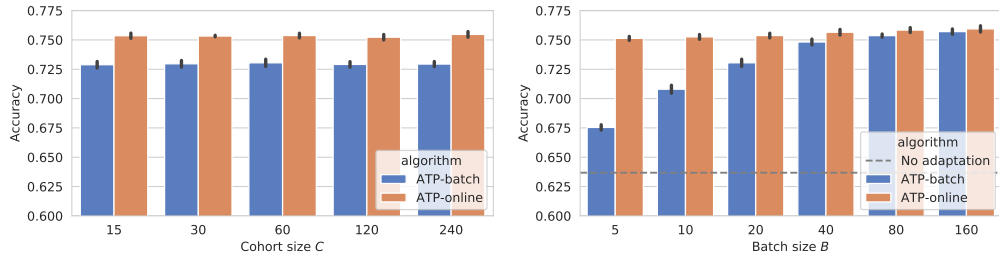 0.775
0.750
0.725
0.700
0.675
0.650
0.625
0.600
Accuracy
15 30 60 120 240
Cohort size C
algorithm
ATP-batch
ATP-online
0.775
0.750
0.725
0.700
0.675
0.650
0.625
0.600
Accuracy
5 10 20 40 80 160
Batch size B
algorithm
No adaptation
ATP-batch
ATP-online